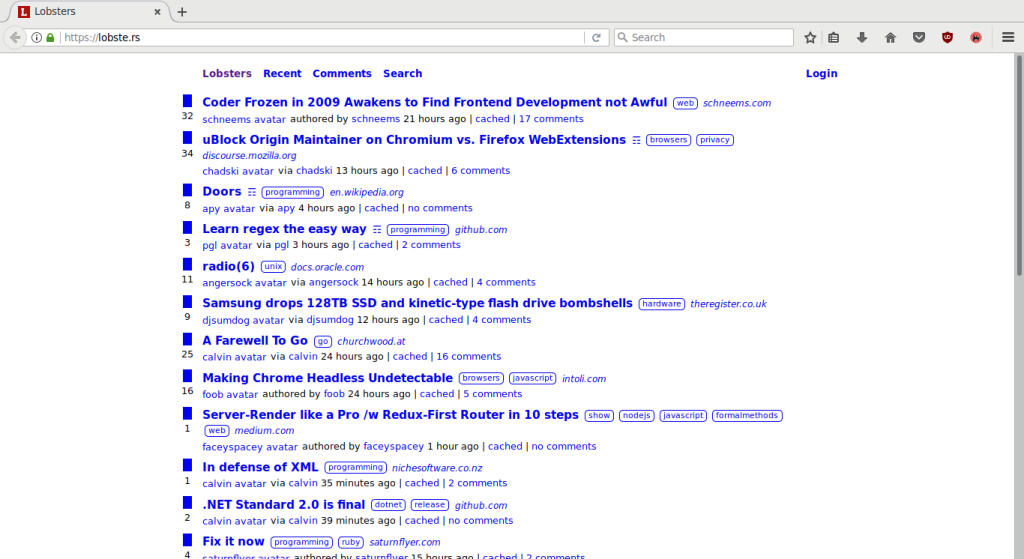 Lobsters
https://lobste.rs
Search
Lobsters Recent Comments Search Login
Coder Frozen in 2009 Awakens to Find Frontend Development not Awful web schneems.com
32 schneems avatar authored by schneems 21 hours ago | cached | 17 comments
uBlock Origin Maintainer on Chromium vs. Firefox WebExtensions ☶ browsers privacy
34 discourse.mozilla.org
chadski avatar via chadski 13 hours ago | cached | 6 comments
Doors ☶ programming en.wikipedia.org
8 apy avatar via apy 4 hours ago | cached | no comments
Learn regex the easy way ☶ programming github.com
3 pgl avatar via pgl 3 hours ago | cached | 2 comments
radio(6) unix docs.oracle.com
11 angersock avatar via angersock 14 hours ago | cached | 4 comments
Samsung drops 128TB SSD and kinetic-type flash drive bombshells hardware theregister.co.uk
9 djsumdog avatar via djsumdog 12 hours ago | cached | 4 comments
A Farewell To Go go churchwood.at
25 calvin avatar via calvin 24 hours ago | cached | 16 comments
Making Chrome Headless Undetectable browsers javascript intoli.com
16 foob avatar authored by foob 24 hours ago | cached | 5 comments
Server-Render like a Pro /w Redux-First Router in 10 steps show nodejs javascript formalmethods
1 web medium.com
faceyspacey avatar authored by faceyspacey 1 hour ago | cached | no comments
In defense of XML programming nichesoftware.co.nz
1 calvin avatar via calvin 35 minutes ago | cached | 2 comments
.NET Standard 2.0 is final dotnet release github.com
2 calvin avatar via calvin 39 minutes ago | cached | no comments
Fix it now programming ruby saturnflyer.com
4 saturnflyer avatar authored by saturnflyer 15 hours ago | cached | 2 comments